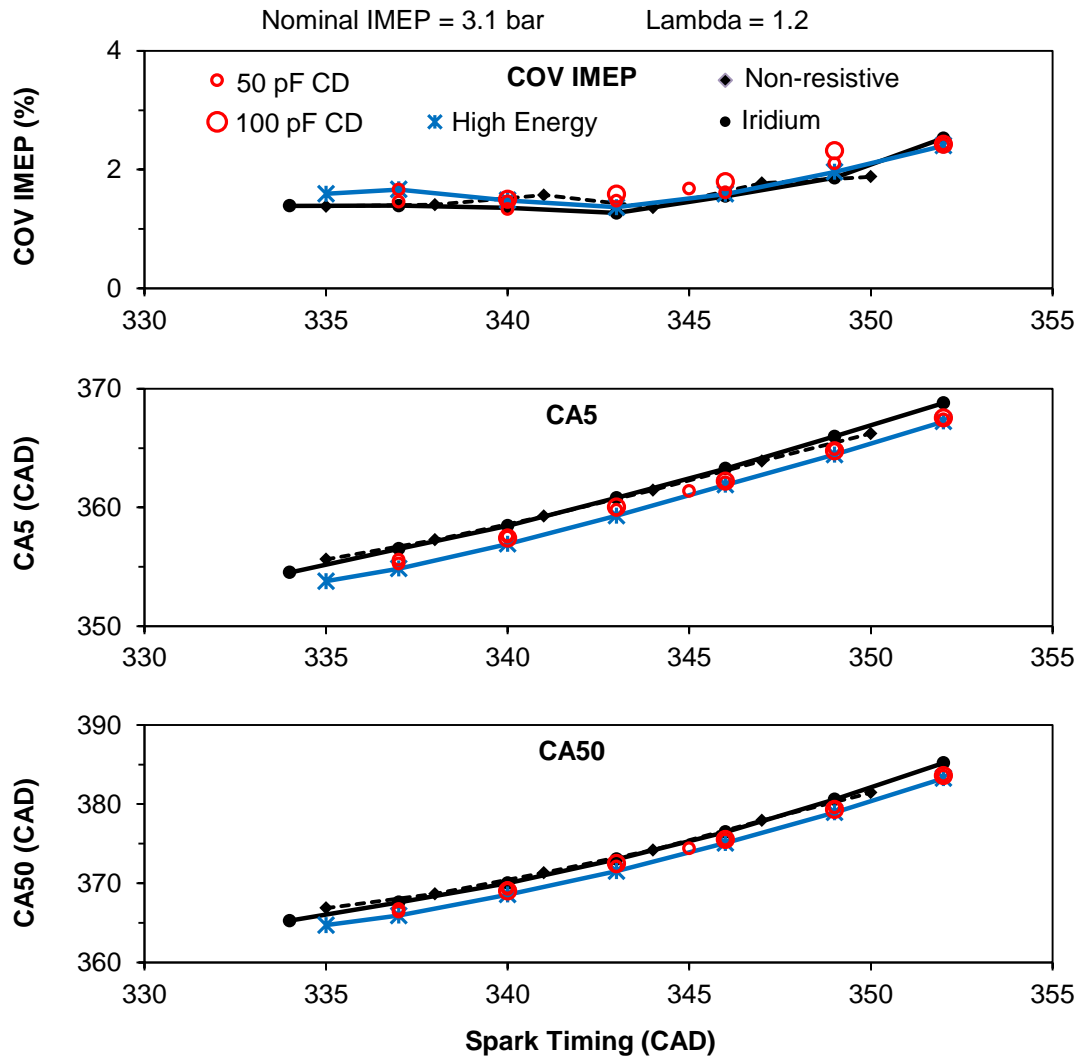 Nominal IMEP = 3.1 bar Lambda = 1.2
COV IMEP (%)
4
2
0
COV IMEP
50 pF CD
Non-resistive
100 pF CD
High Energy
Iridium
330 335 340 345 350 355
CA5 (CAD)
370
360
350
CA5
330 335 340 345 350 355
CA50 (CAD)
390
380
370
360
CA50
330 335 340 345 350 355
Spark Timing (CAD)